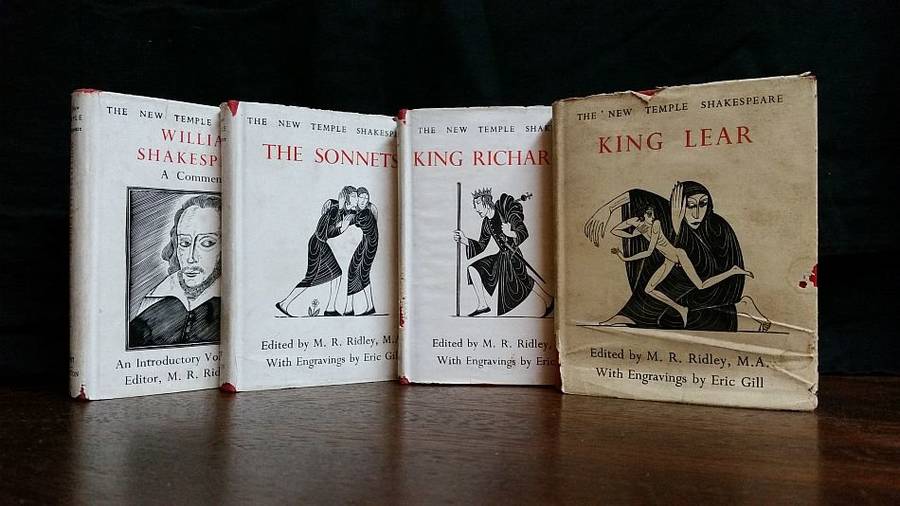 THE NEW TEMPLE
WILLIA
SHAKESP
A Commen
An Introductory Vol
Editor, M. R. Rid
THE NEW TEMPLE SHAKESPE
THE SONNETS
Edited by M. R. Ridley, M.A.
With Engravings by Eric Gill
THE NEW TEMPLE SHAK
KING RICHAR
Edited by M. R. Ridley,
With Engravings by Eric
THE NEW TEMPLE SHAKESPEARE
KING LEAR
Edited by M. R. Ridley, M.A.
With Engravings by Eric Gill